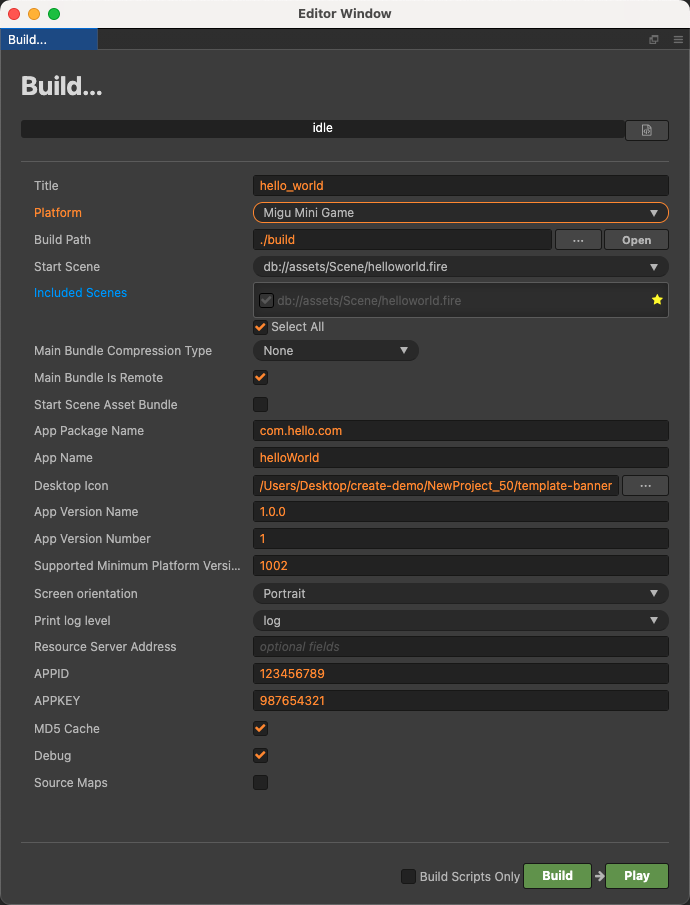 Editor Window
Build...
Build...
idle
Title hello_world
Platform Migu Mini Game
Build Path ./build ... Open
Start Scene db://assets/Scene/helloworld.fire
Included Scenes db://assets/Scene/helloworld.fire
Select All
Main Bundle Compression Type None
Main Bundle Is Remote
Start Scene Asset Bundle
App Package Name com.hello.com
App Name helloWorld
Desktop Icon /Users/Desktop/create-demo/NewProject_50/template-banner ...
App Version Name 1.0.0
App Version Number 1
Supported Minimum Platform Versi... 1002
Screen orientation Portrait
Print log level log
Resource Server Address optional fields
APPID 123456789
APPKEY 987654321
MD5 Cache
Debug
Source Maps
Build Scripts Only Build Play